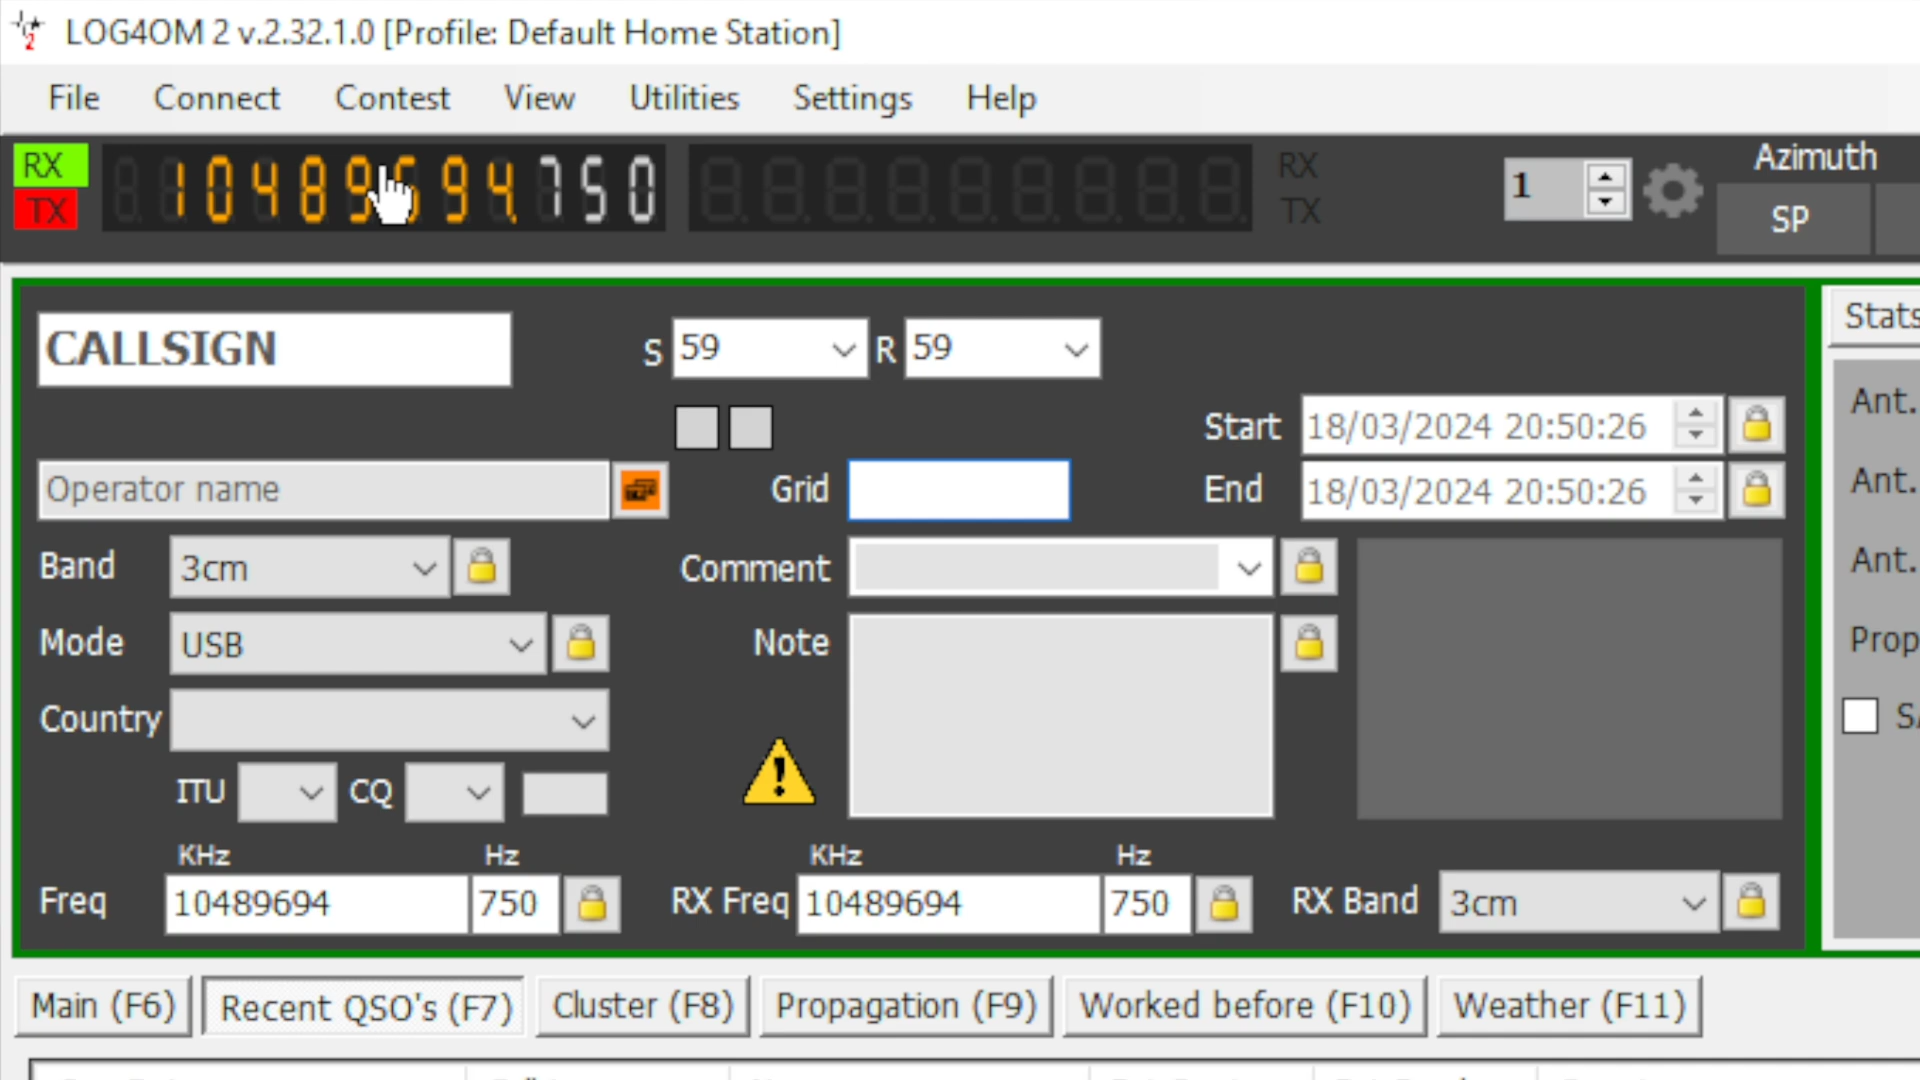 LOG4OM 2 v.2.32.1.0 [Profile: Default Home Station]
File Connect Contest View Utilities Settings Help
RX 10489694.750 RX 1 Azimuth
TX TX SP
CALLSIGN S 59 R 59 Stats
Ant.
Start 18/03/2024 20:50:26
Operator name Grid End 18/03/2024 20:50:26 Ant.
Band 3cm Comment Ant.
Mode USB Note Prop
Country
ITU CQ
KHz Hz KHz Hz
Freq 10489694 750 RX Freq 10489694 750 RX Band 3cm
Main (F6) Recent QSO's (F7) Cluster (F8) Propagation (F9) Worked before (F10) Weather (F11)